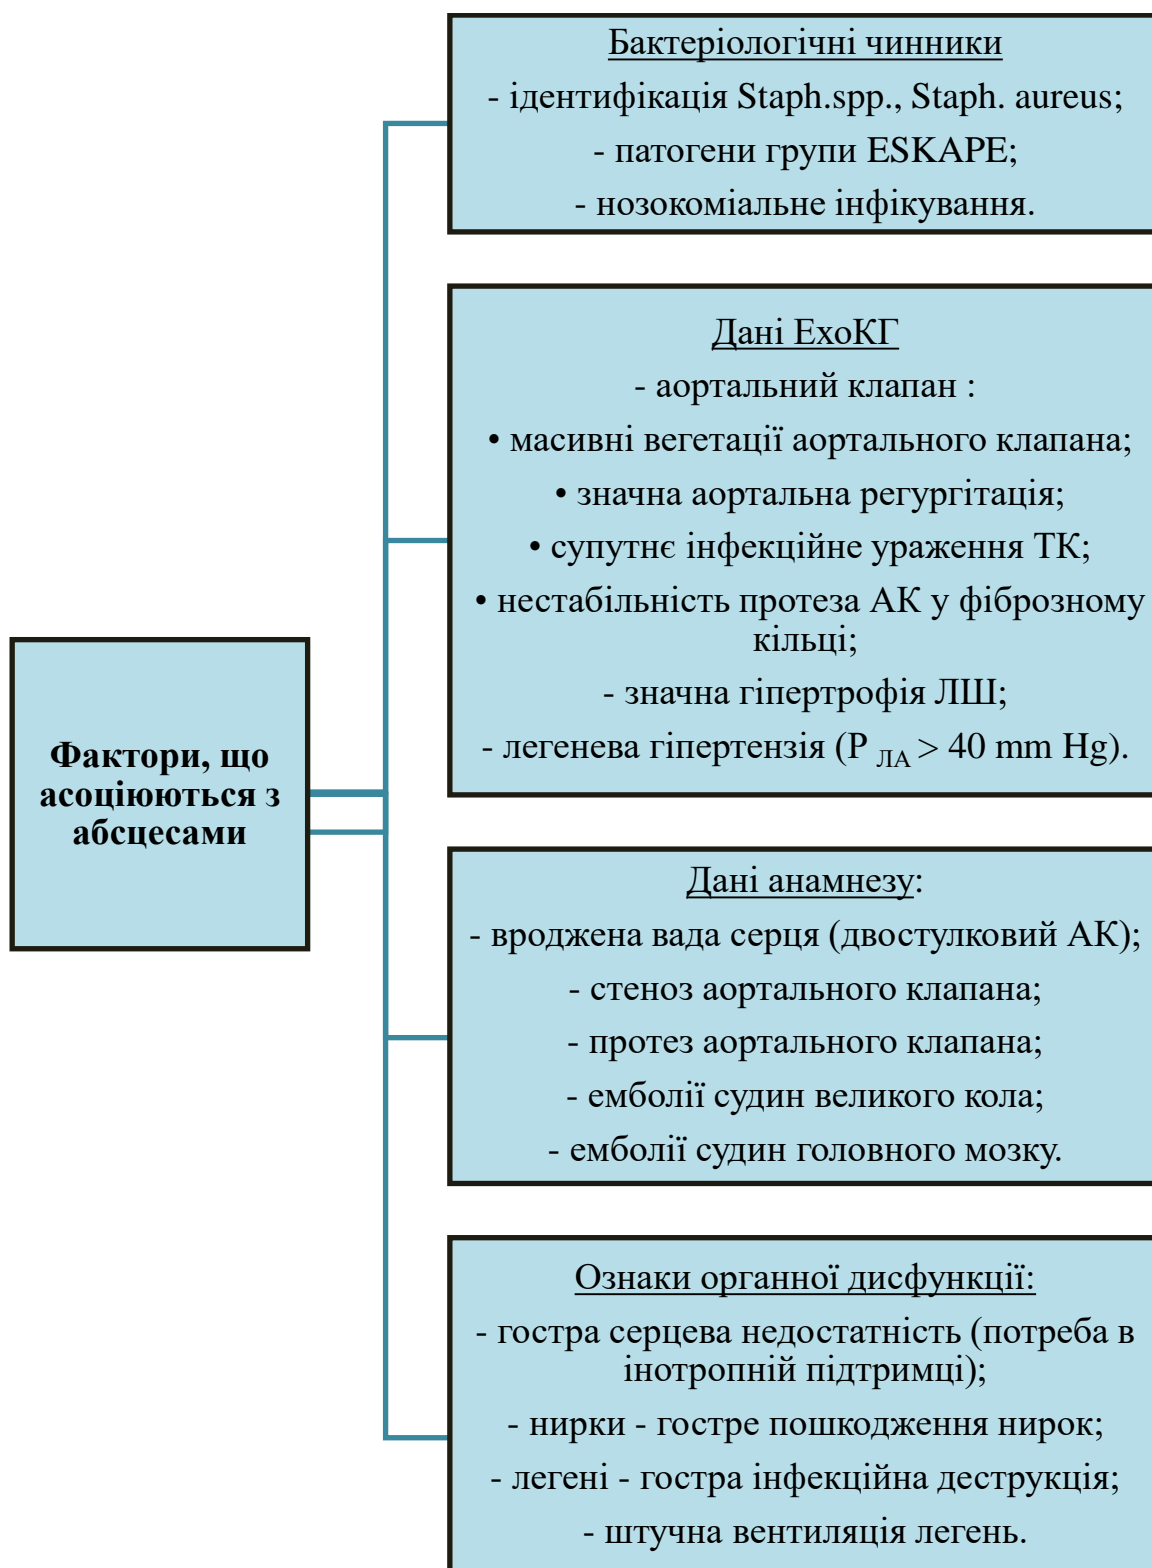 Фактори, що
асоціюються з
абсцесами
Бактеріологічні чинники
- ідентифікація Staph.spp., Staph. aureus;
- патогени групи ESKAPE;
- нозокоміальне інфікування.
Дані ЕхоКГ
- аортальний клапан :
• масивні вегетації аортального клапана;
• значна аортальна регургітація;
• супутнє інфекційне ураження ТК;
• нестабільність протеза АК у фіброзному
кільці;
- значна гіпертрофія ЛШ;
- легенева гіпертензія (Р ЛА > 40 mm Hg).
Дані анамнезу:
- вроджена вада серця (двостулковий АК);
- стеноз аортального клапана;
- протез аортального клапана;
- емболії судин великого кола;
- емболії судин головного мозку.
Ознаки органної дисфункції:
- гостра серцева недостатність (потреба в
інотропній підтримці);
- нирки - гостре пошкодження нирок;
- легені - гостра інфекційна деструкція;
- штучна вентиляція легень.